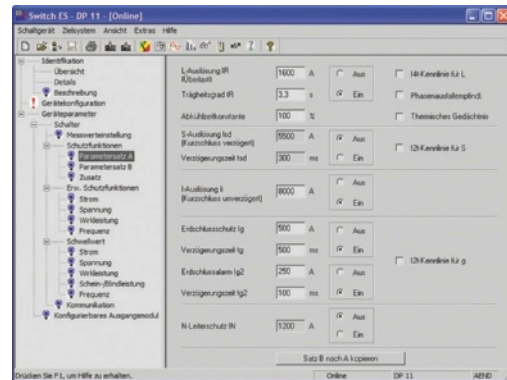 Switch ES - DP 11 - [Online]
Schaltgerät Zielsystem Ansicht Extras Hilfe
Identifikation
Übersicht
Details
Beschreibung
Gerätekonfiguration
Geräteparameter
Schalter
Messwerteinstellung
Schutzfunktionen
Parametersatz A
Parametersatz B
Zusatz
Erw. Schutzfunktionen
Strom
Spannung
Wirkleistung
Frequenz
Schwellwert
Strom
Spannung
Wirkleistung
Schein-/Blindleistung
Frequenz
Kommunikation
Konfigurierbares Ausgangsmodul
L-Auslösung IR
(Überlast)
1600 A
Aus
I4t-Kennlinie für L
Trägheitsgrad tR
3,3 s
Ein
Phasenausfallempfindl.
Abkühlzeitkonstante
100 %
Thermisches Gedächtnis
S-Auslösung Isd
(Kurzschluss verzögert)
5500 A
Aus
I2t-Kennlinie für S
Verzögerungszeit tsd
300 ms
Ein
I-Auslösung Ii
(Kurzschluss unverzögert)
8000 A
Aus
Ein
Erdschlussschutz Ig
500 A
Aus
Verzögerungszeit tg
500 ms
Ein
I2t-Kennlinie für g
Erdschlussalarm Ig2
250 A
Aus
Verzögerungszeit tg2
100 ms
Ein
N-Leiterschutz IN
1200 A
Aus
Ein
Satz B nach A kopieren
Drücken Sie F1, um Hilfe zu erhalten.
Online
DP 11
AEND